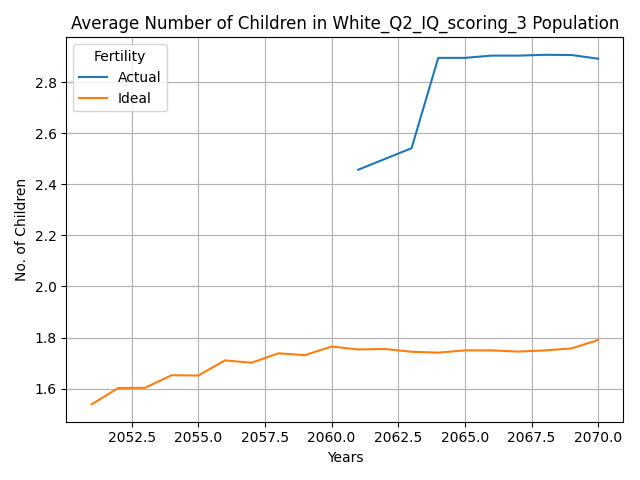 Average Number of Children in White_Q2_IQ_scoring_3 Population
Fertility
Actual
Ideal
No. of Children
2.8
2.6
2.4
2.2
2.0
1.8
1.6
2052.5 2055.0 2057.5 2060.0 2062.5 2065.0 2067.5 2070.0
Years